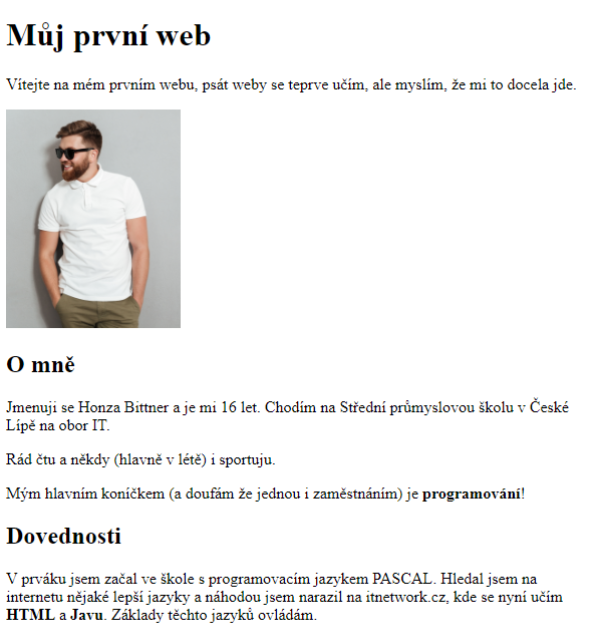 Můj první web
Vítejte na mém prvním webu, psát weby se teprve učím, ale myslím, že mi to docela jde.
O mně
Jmenuji se Honza Bittner a je mi 16 let. Chodím na Střední průmyslovou školu v České
Lípě na obor IT.
Rád čtu a někdy (hlavně v létě) i sportuju.
Mým hlavním koníčkem (a doufám že jednou i zaměstnáním) je programování!
Dovednosti
V prváku jsem začal ve škole s programovacím jazykem PASCAL. Hledal jsem na
internetu nějaké lepší jazyky a náhodou jsem narazil na itnetwork.cz, kde se nyní učím
HTML a Javu. Základy těchto jazyků ovládám.